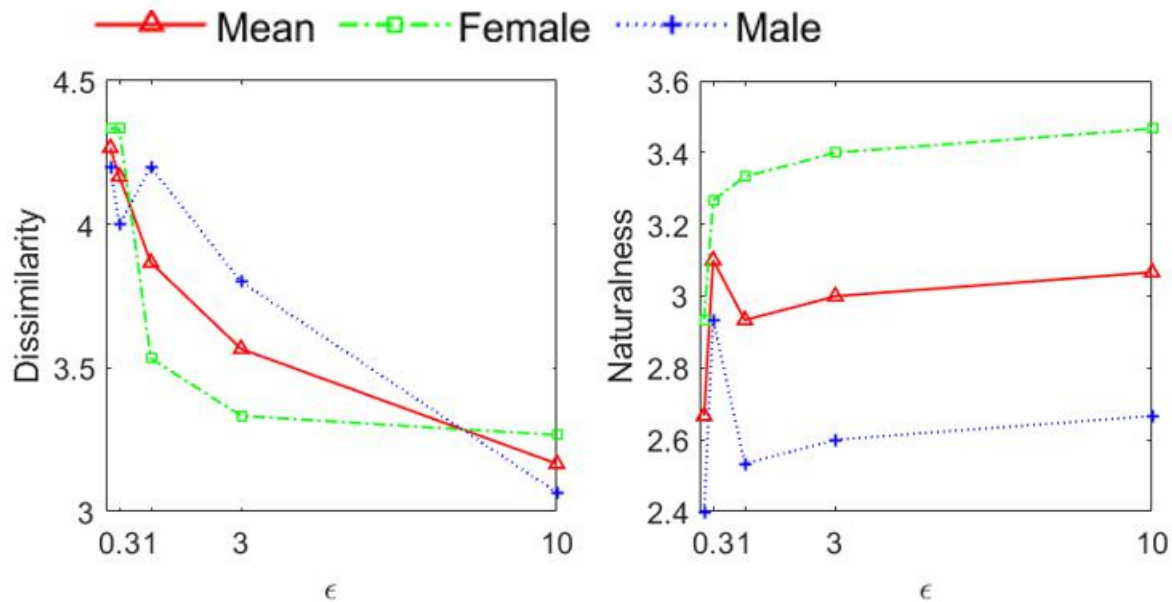 Mean Female Male
4.5
4
3.5
3
Dissimilarity
0.31 3 10
ϵ
3.6
3.4
3.2
3
2.8
2.6
2.4
Naturalness
0.31 3 10
ϵ